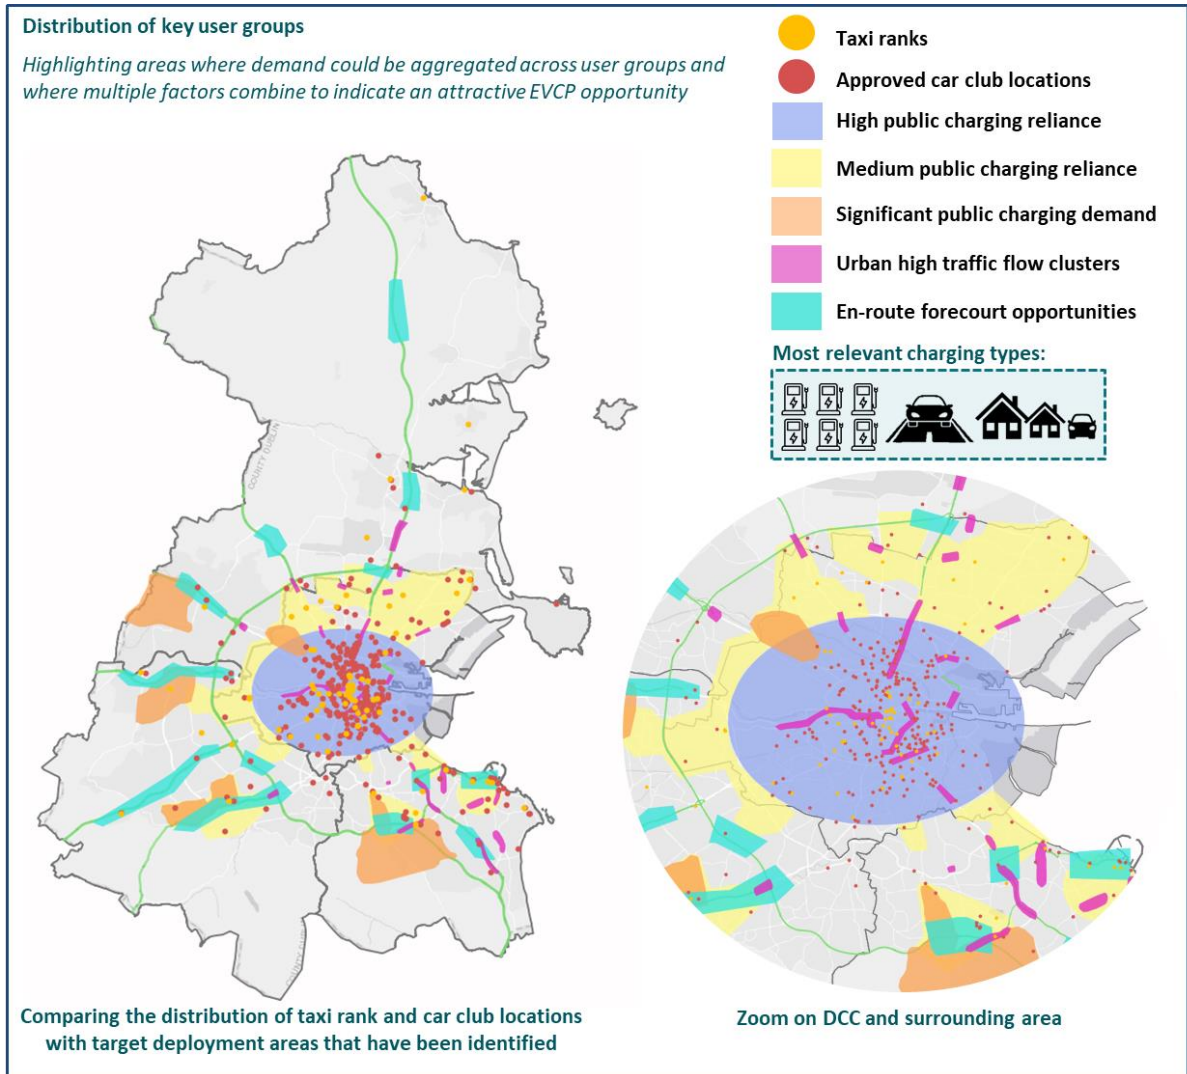 Distribution of key user groups
Highlighting areas where demand could be aggregated across user groups and
where multiple factors combine to indicate an attractive EVCP opportunity
Taxi ranks
Approved car club locations
High public charging reliance
Medium public charging reliance
Significant public charging demand
Urban high traffic flow clusters
En-route forecourt opportunities
Most relevant charging types:
COUNTY DUBLIN
Comparing the distribution of taxi rank and car club locations
with target deployment areas that have been identified
Zoom on DCC and surrounding area